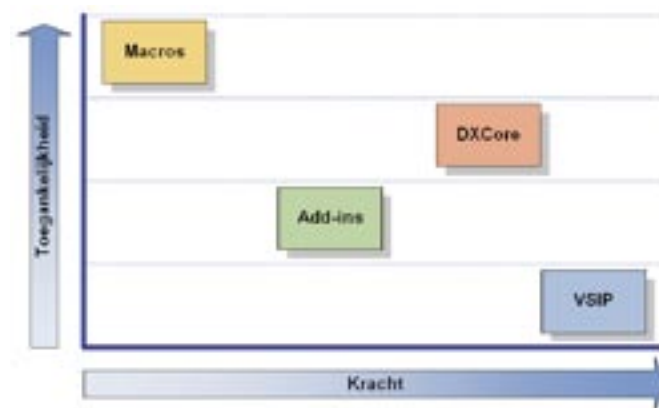 Macros
DXCore
Add-ins
VSIP
Toegankelijkheid
Kracht